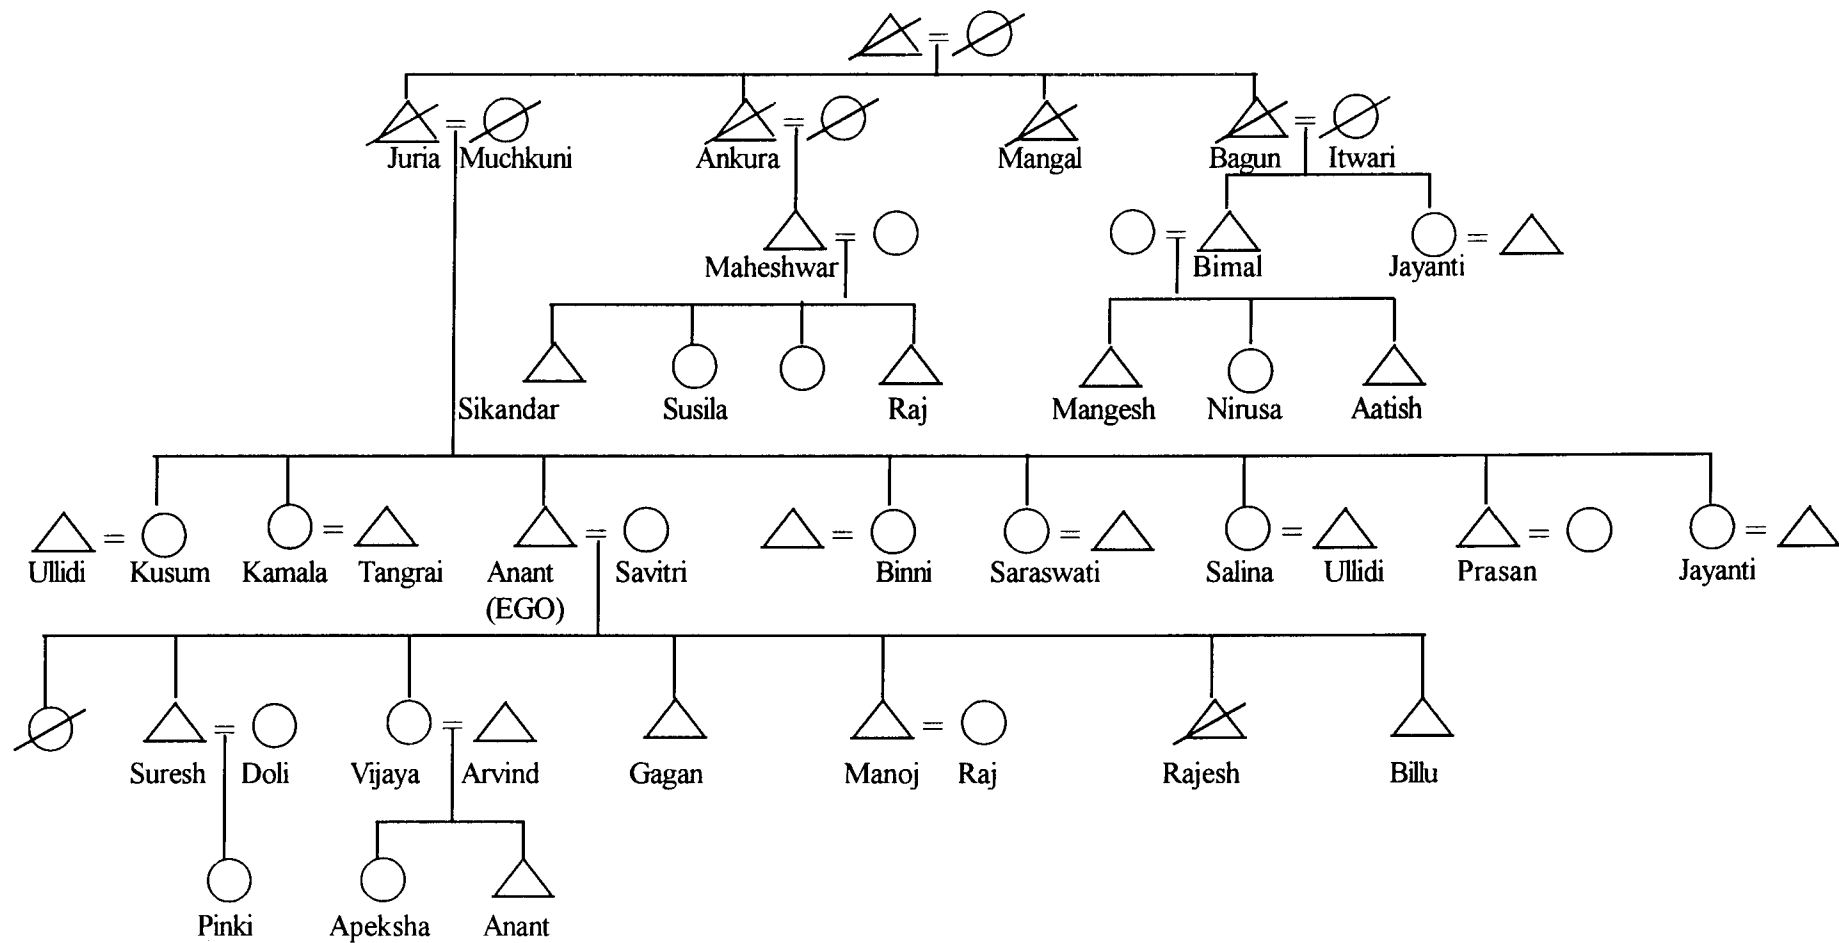 Juria Muchkuni Ankura Mangal Bagun Itwari
Maheshwar Bimal Jayanti
Sikandar Susila Raj Mangesh Nirusa Aatish
Ullidi Kusum Kamala Tangrai Anant Savitri Binni Saraswati Salina Ullidi Prasan Jayanti
(EGO)
Suresh Doli Vijaya Arvind Gagan Manoj Raj Rajesh Billu
Pinki Apeksha Anant